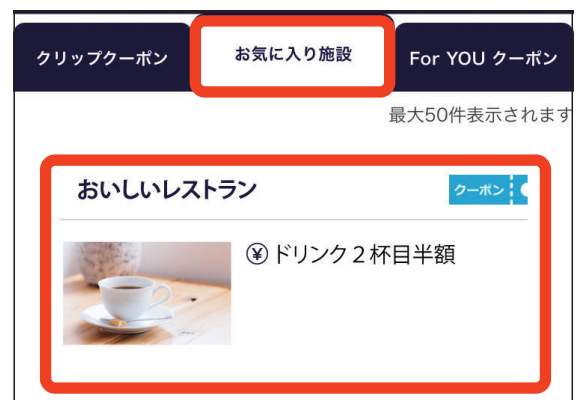 クリップクーポン
お気に入り施設
For YOU クーポン
最大50件表示されます
おいしいレストラン
クーポン
¥ ドリンク2杯目半額